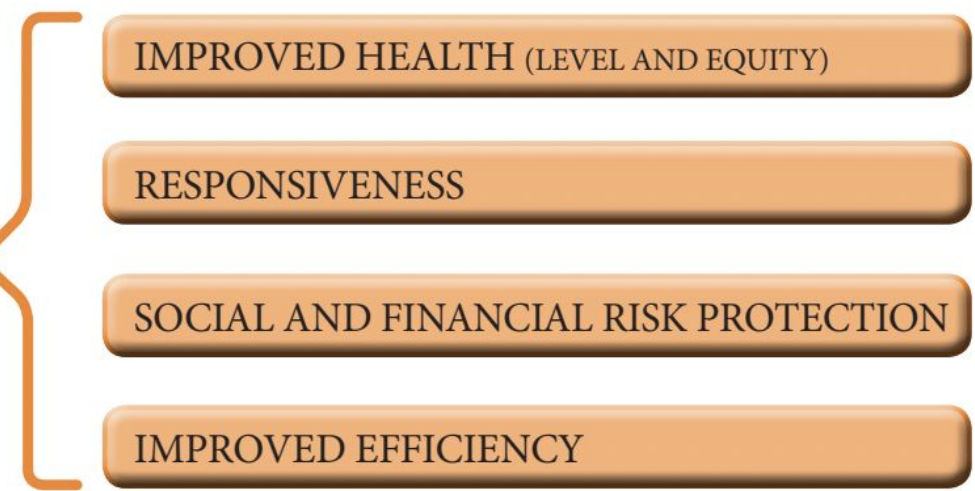 IMPROVED HEALTH (LEVEL AND EQUITY)
RESPONSIVENESS
SOCIAL AND FINANCIAL RISK PROTECTION
IMPROVED EFFICIENCY